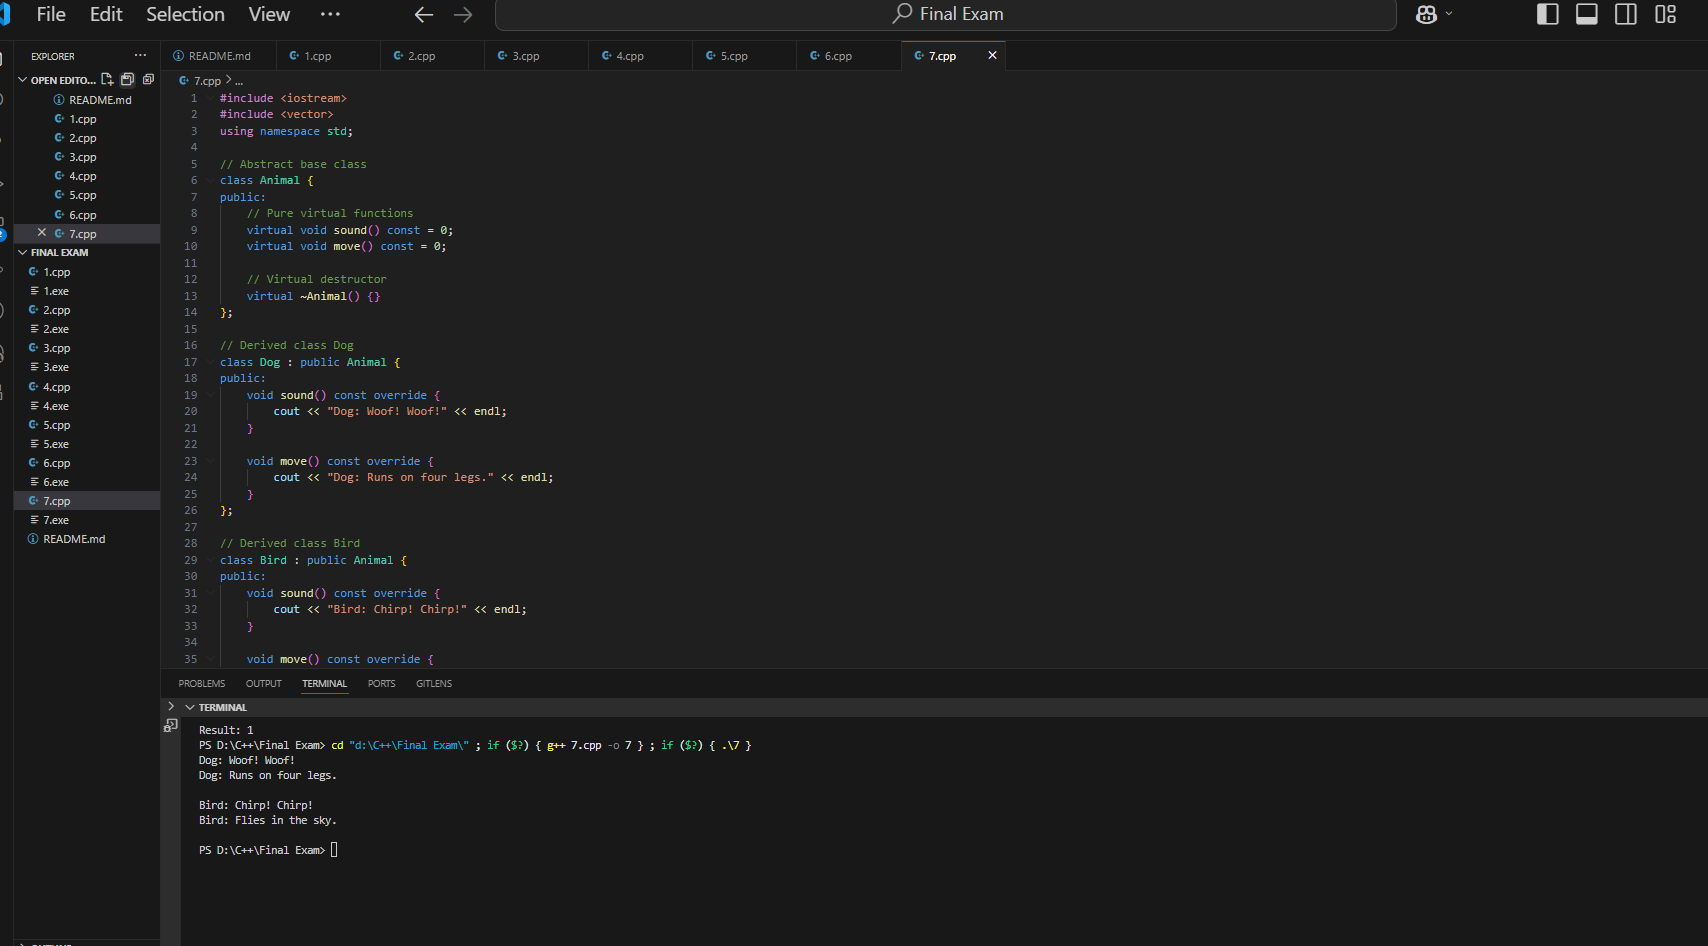 File Edit Selection View ···
Final Exam
EXPLORER ···
OPEN EDITO...
README.md
1.cpp
2.cpp
3.cpp
4.cpp
5.cpp
6.cpp
7.cpp
FINAL EXAM
1.cpp
1.exe
2.cpp
2.exe
3.cpp
3.exe
4.cpp
4.exe
5.cpp
5.exe
6.cpp
6.exe
7.cpp
7.exe
README.md
README.md 1.cpp 2.cpp 3.cpp 4.cpp 5.cpp 6.cpp 7.cpp
7.cpp > ...
1 #include <iostream>
2 #include <vector>
3 using namespace std;
4
5 // Abstract base class
6 class Animal {
7 public:
8 // Pure virtual functions
9 virtual void sound() const = 0;
10 virtual void move() const = 0;
11
12 // Virtual destructor
13 virtual ~Animal() {}
14 };
15
16 // Derived class Dog
17 class Dog : public Animal {
18 public:
19 void sound() const override {
20 cout << "Dog: Woof! Woof!" << endl;
21 }
22
23 void move() const override {
24 cout << "Dog: Runs on four legs." << endl;
25 }
26 };
27
28 // Derived class Bird
29 class Bird : public Animal {
30 public:
31 void sound() const override {
32 cout << "Bird: Chirp! Chirp!" << endl;
33 }
34
35 void move() const override {
PROBLEMS OUTPUT TERMINAL PORTS GITLENS
TERMINAL
Result: 1
PS D:\C++\Final Exam> cd "d:\C++\Final Exam\" ; if ($?) { g++ 7.cpp -o 7 } ; if ($?) { .\7 }
Dog: Woof! Woof!
Dog: Runs on four legs.

Bird: Chirp! Chirp!
Bird: Flies in the sky.

PS D:\C++\Final Exam>